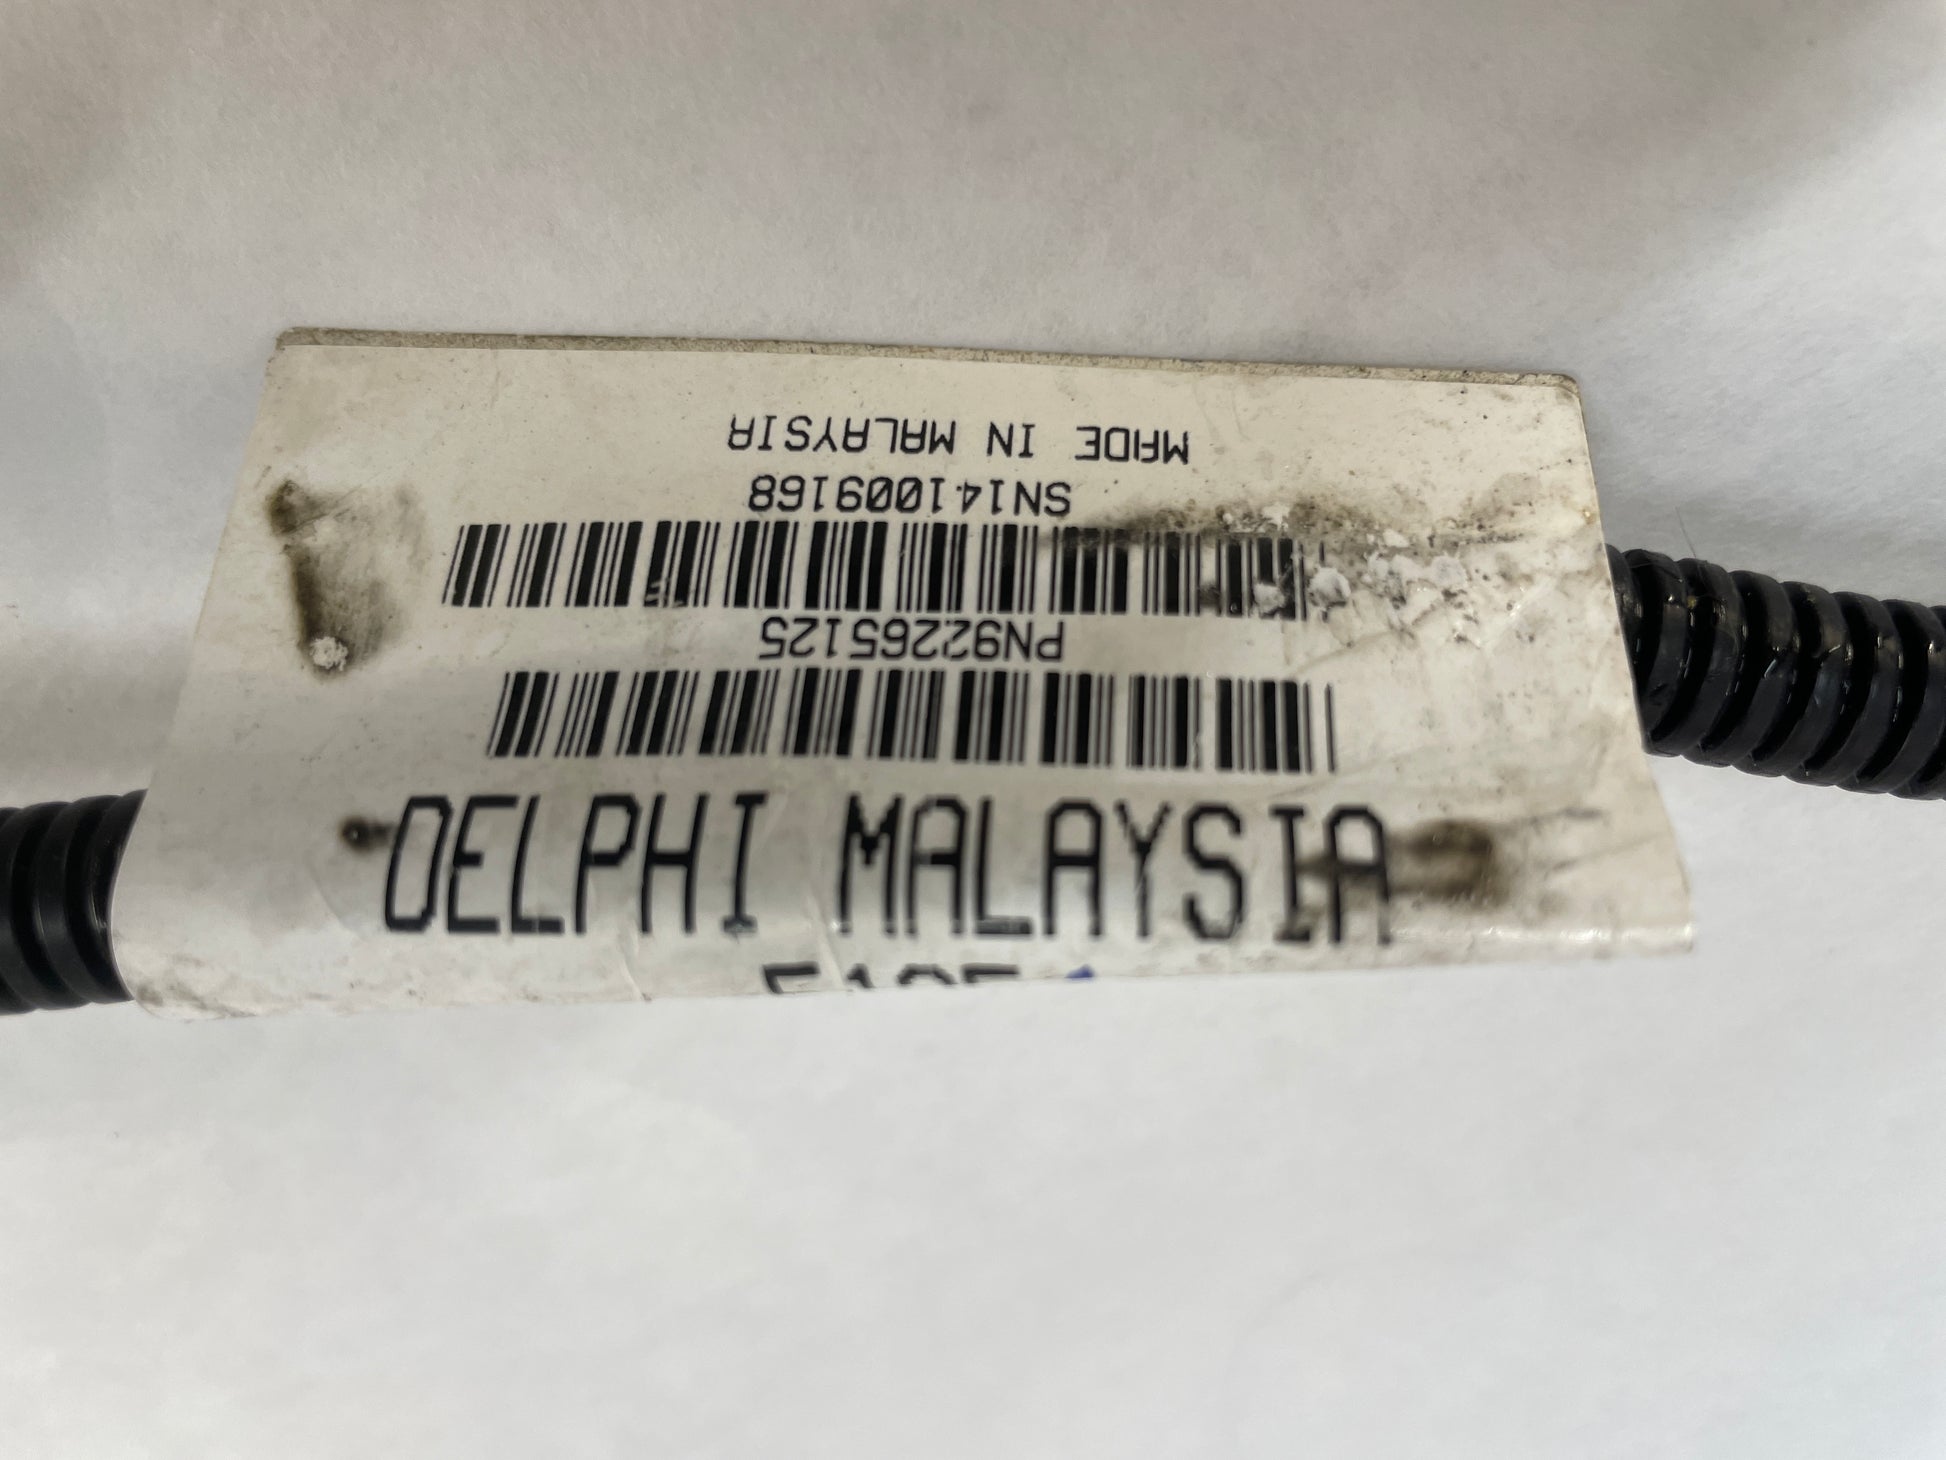 MADE IN MALAYSIA
SN141009168
PN92265125
DELPHI MALAYSIA